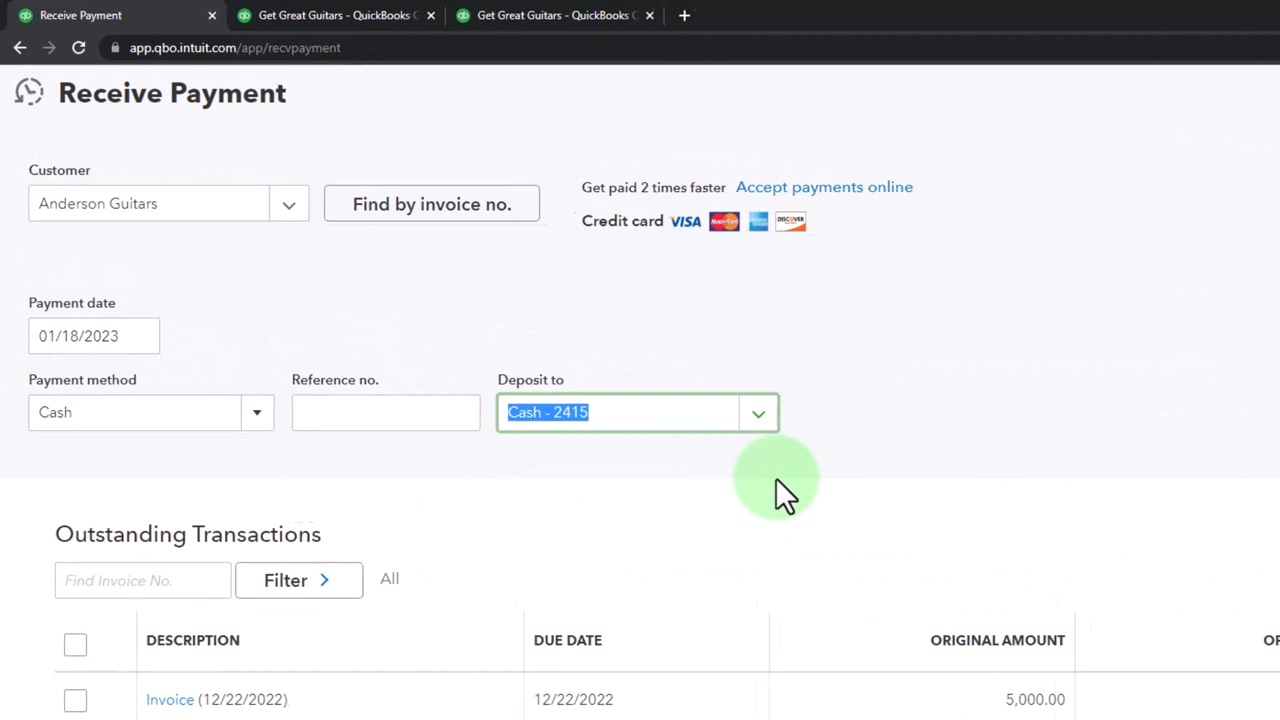 Receive Payment
Get Great Guitars - QuickBooks
Get Great Guitars - QuickBooks
app.qbo.intuit.com/app/recvpayment
Receive Payment
Customer
Anderson Guitars
Find by invoice no.
Get paid 2 times faster Accept payments online
Credit card VISA MasterCard DISCOVER
Payment date
01/18/2023
Payment method
Reference no.
Deposit to
Cash
Cash - 2415
Outstanding Transactions
Find Invoice No.
Filter
All
DESCRIPTION
DUE DATE
ORIGINAL AMOUNT
Invoice (12/22/2022)
12/22/2022
5,000.00